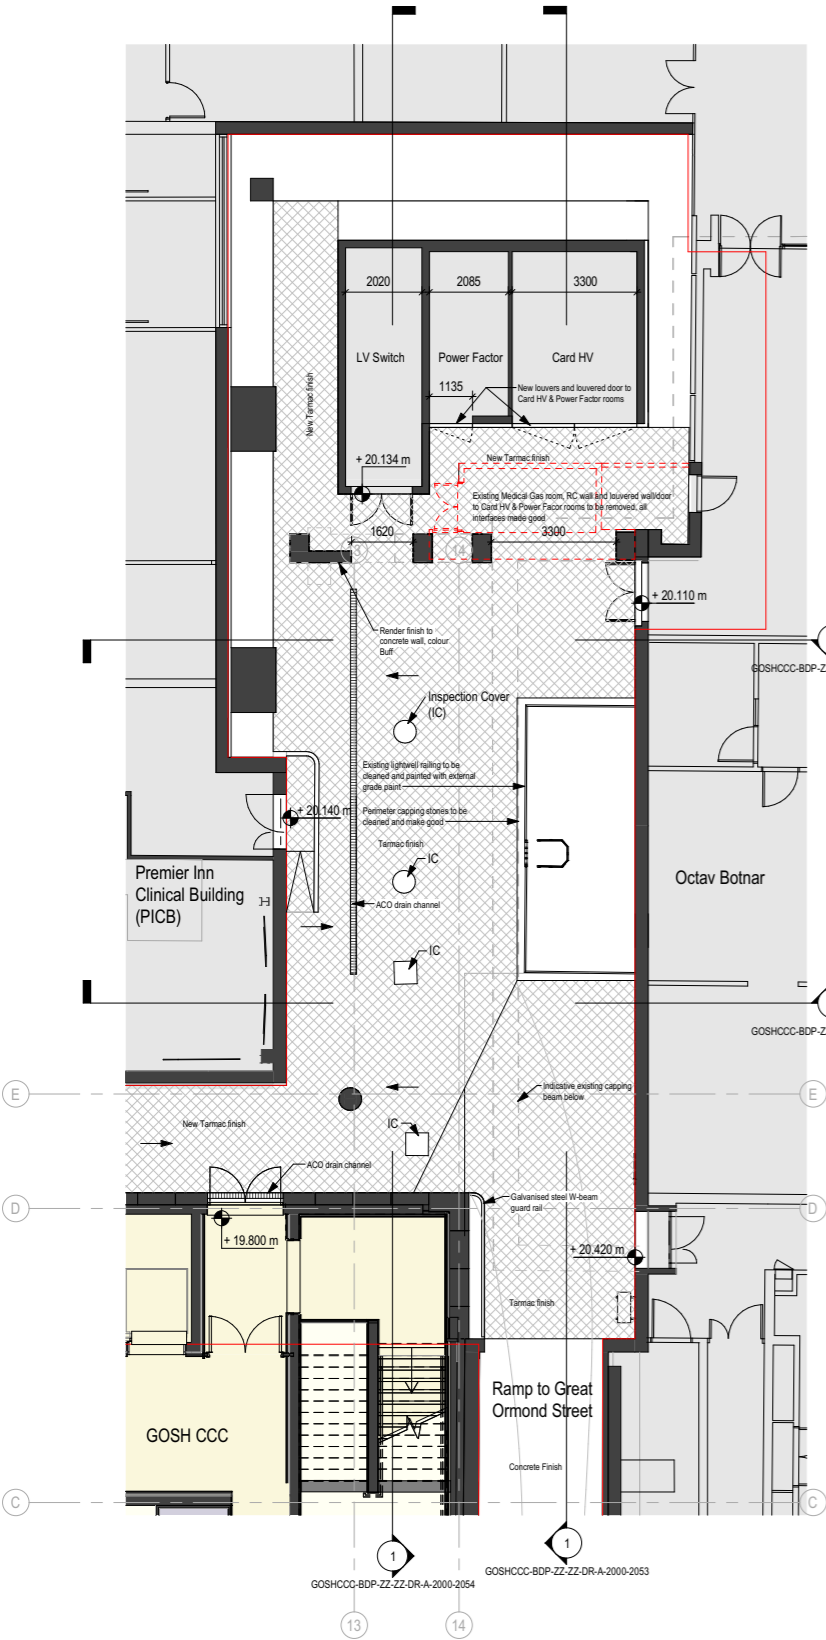 2020
2085
3300
LV Switch
Power Factor
Card HV
1135
New louvers and louvered door to
Card HV & Power Factor rooms
New Tarmac finish
New Tarmac finish
+ 20.134 m
Existing Medical Gas room, RC wall and louvered wall/door
to Card HV & Power Facor rooms to be removed, all
interfaces made good
1620
3300
14
+ 20.110 m
Render finish to
concrete wall, colour
Buff
GOSHCCC-BDP-Z
Inspection Cover
(IC)
Existing lightwell railing to be
cleaned and painted with external
grade paint
+ 20.140 m
Perimeter capping stones to be
cleaned and make good
Tarmac finish
IC
Premier Inn
Clinical Building
(PICB)
Octav Botnar
ACO drain channel
IC
GOSHCCC-BDP-Z
E
Indicative existing capping
beam below
E
New Tarmac finish
IC
ACO drain channel
D
Galvanised steel W-beam
guard rail
D
+ 19.800 m
+ 20.420 m
Tarmac finish
Ramp to Great
Ormond Street
GOSH CCC
Concrete Finish
C
C
1
1
GOSHCCC-BDP-ZZ-ZZ-DR-A-2000-2054
GOSHCCC-BDP-ZZ-ZZ-DR-A-2000-2053
13
14